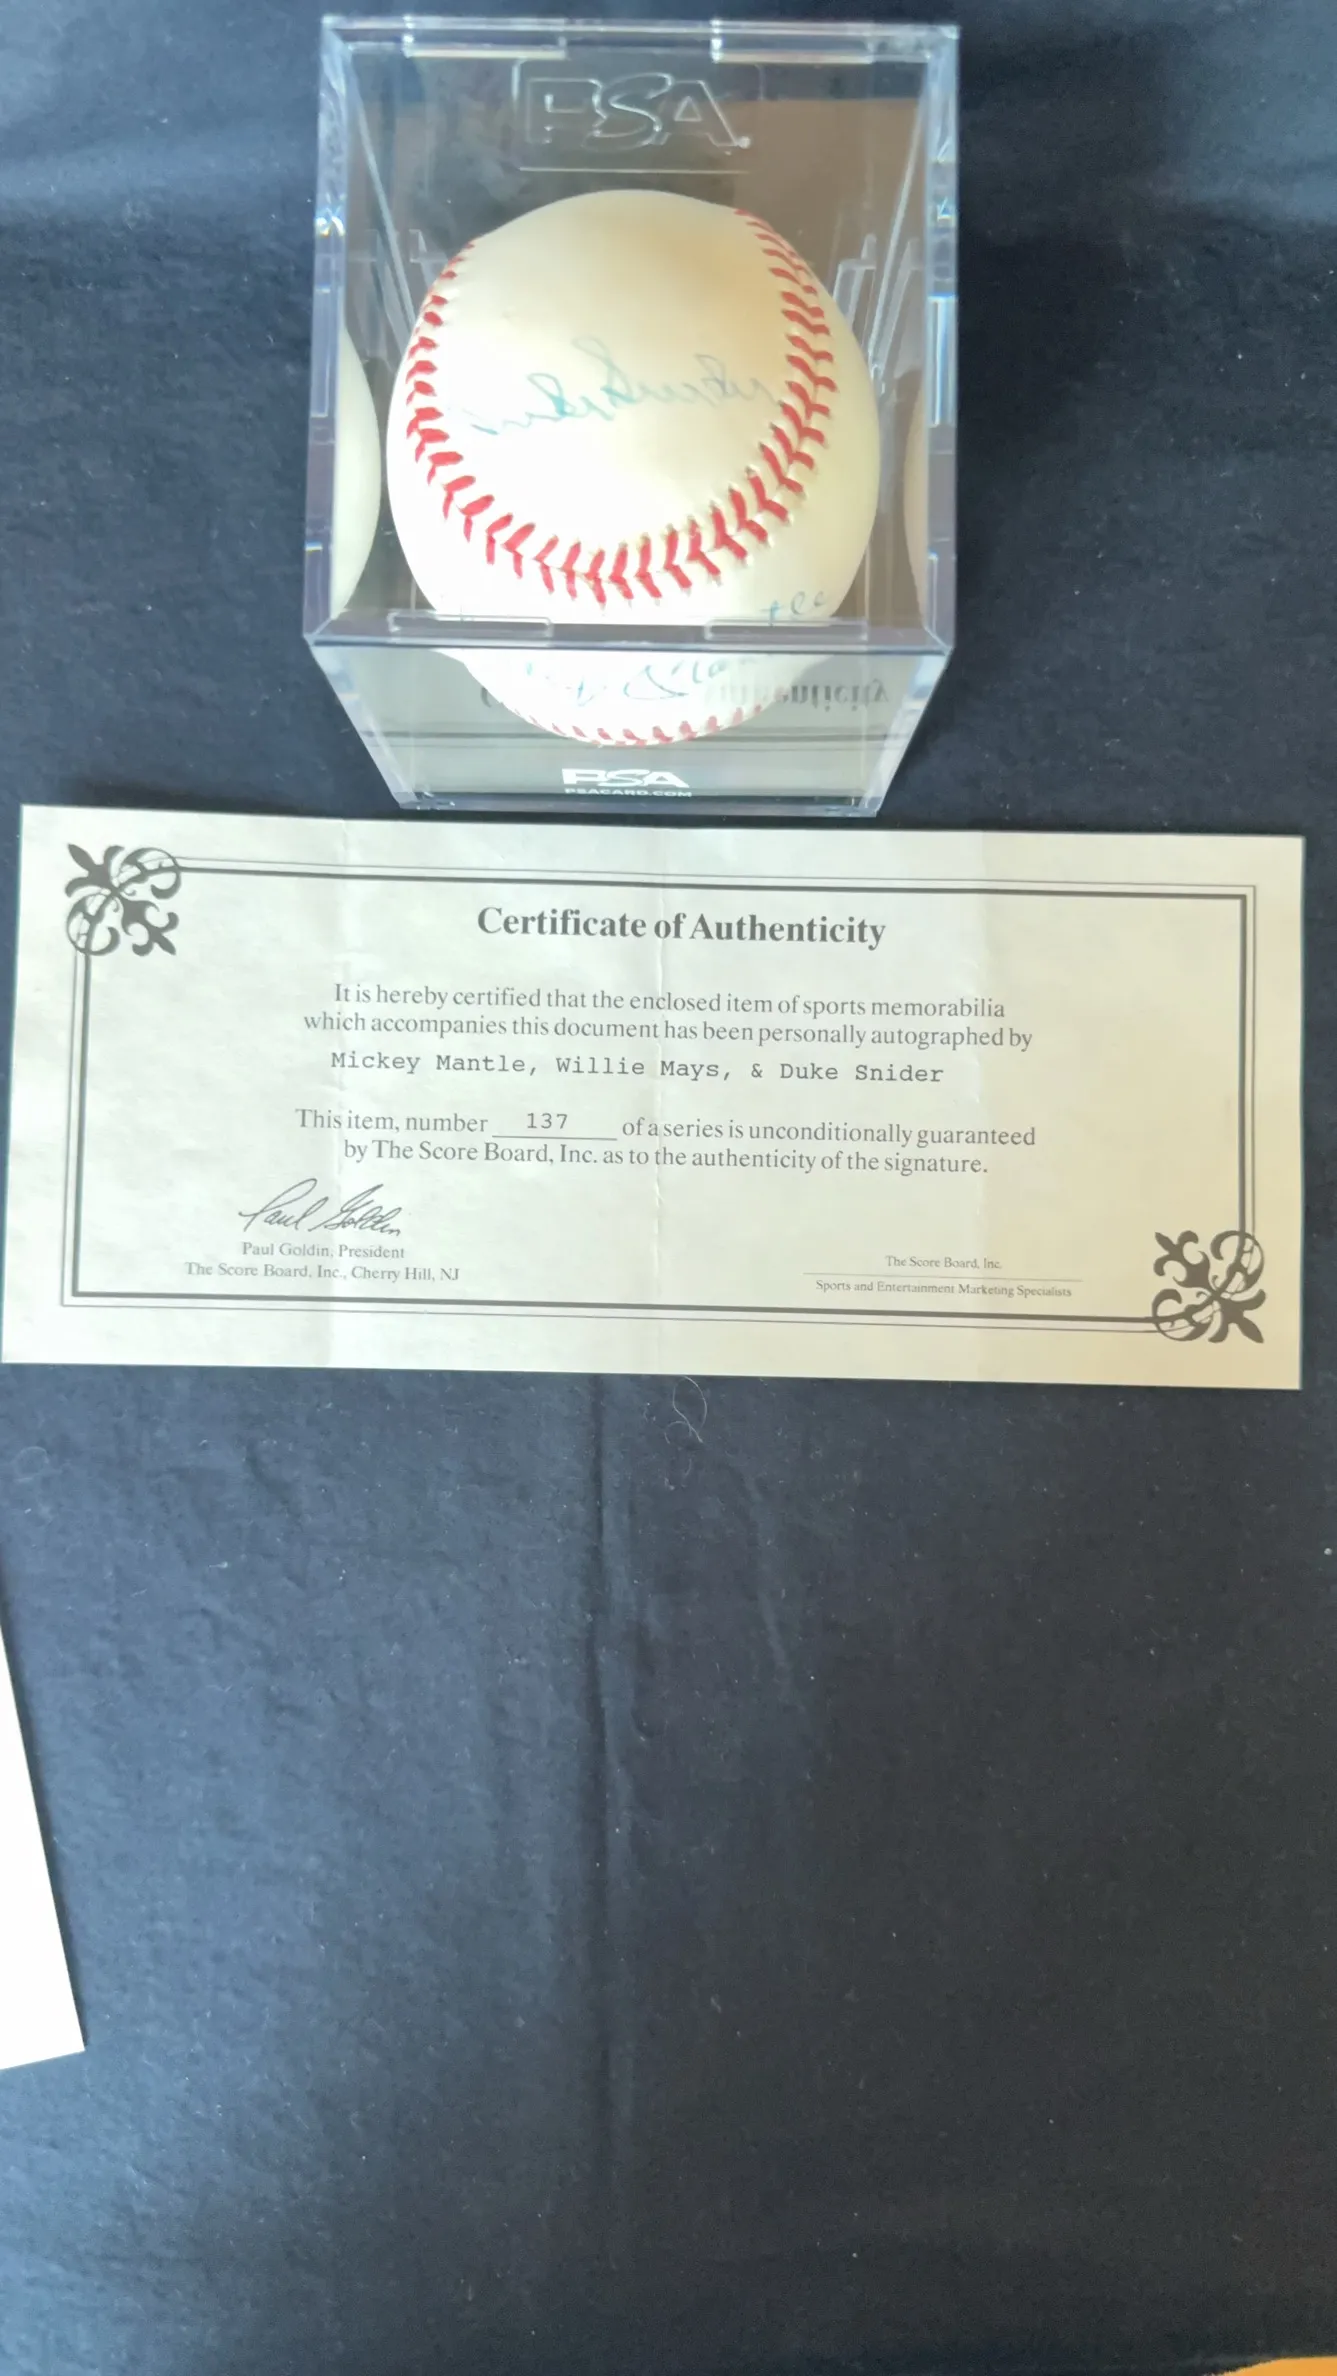 PSA
PSA
PSACARD.COM
Certificate of Authenticity
It is hereby certified that the enclosed item of sports memorabilia
which accompanies this document has been personally autographed by
Mickey Mantle, Willie Mays, & Duke Snider
This item, number 137 of a series is unconditionally guaranteed
by The Score Board, Inc. as to the authenticity of the signature.
Paul Goldin
Paul Goldin, President
The Score Board, Inc., Cherry Hill, NJ
The Score Board, Inc.
Sports and Entertainment Marketing Specialists